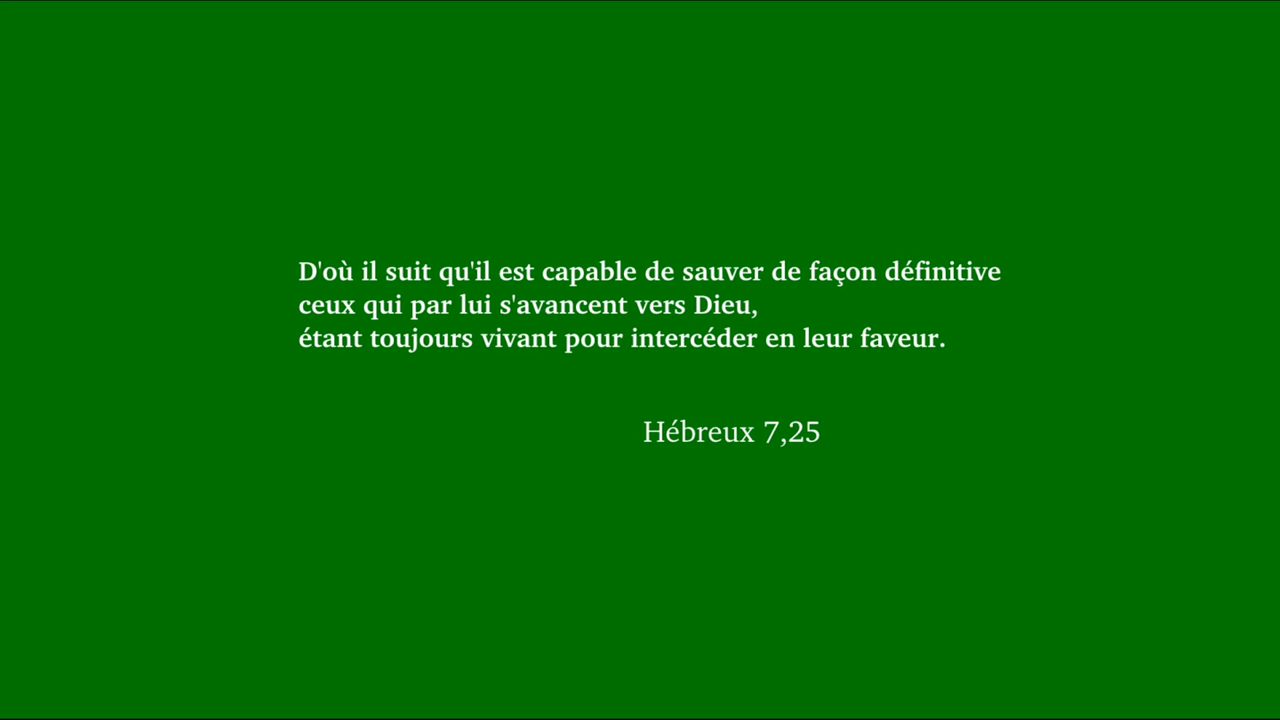 D'où il suit qu'il est capable de sauver de façon définitive
ceux qui par lui s'avancent vers Dieu,
étant toujours vivant pour intercéder en leur faveur.
Hébreux 7,25